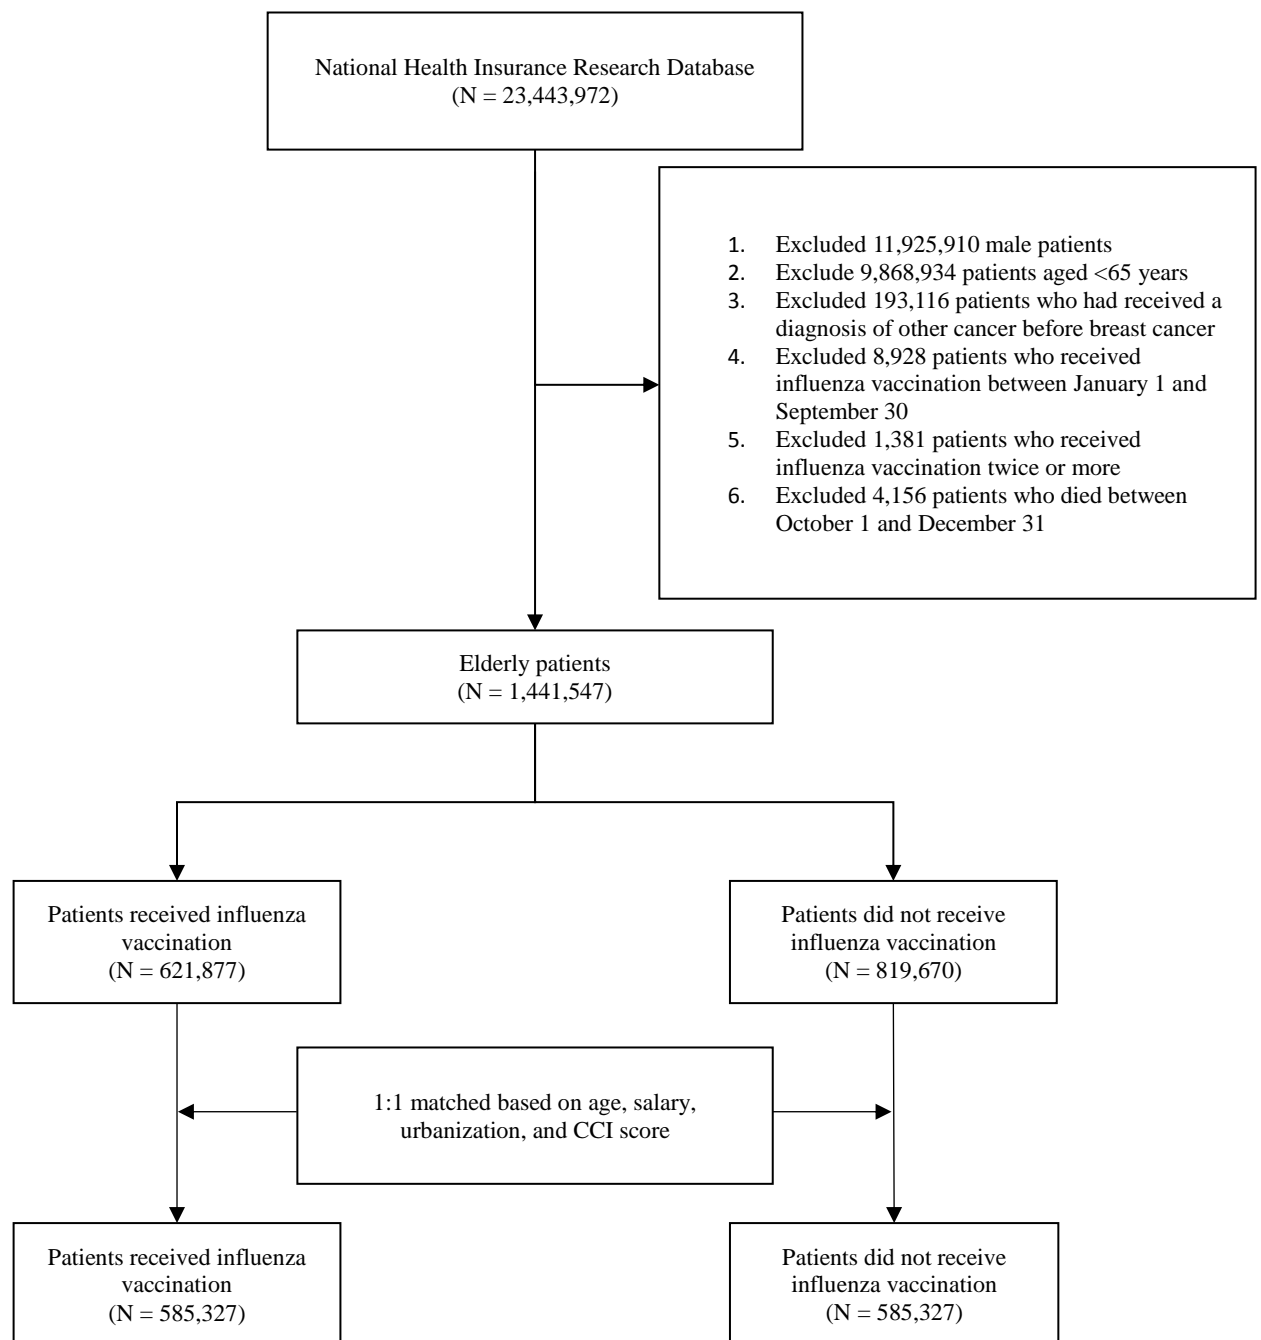 National Health Insurance Research Database
(N = 23,443,972)
1. Excluded 11,925,910 male patients
2. Exclude 9,868,934 patients aged <65 years
3. Excluded 193,116 patients who had received a
diagnosis of other cancer before breast cancer
4. Excluded 8,928 patients who received
influenza vaccination between January 1 and
September 30
5. Excluded 1,381 patients who received
influenza vaccination twice or more
6. Excluded 4,156 patients who died between
October 1 and December 31
Elderly patients
(N = 1,441,547)
Patients received influenza
vaccination
(N = 621,877)
Patients did not receive
influenza vaccination
(N = 819,670)
1:1 matched based on age, salary,
urbanization, and CCI score
Patients received influenza
vaccination
(N = 585,327)
Patients did not receive
influenza vaccination
(N = 585,327)